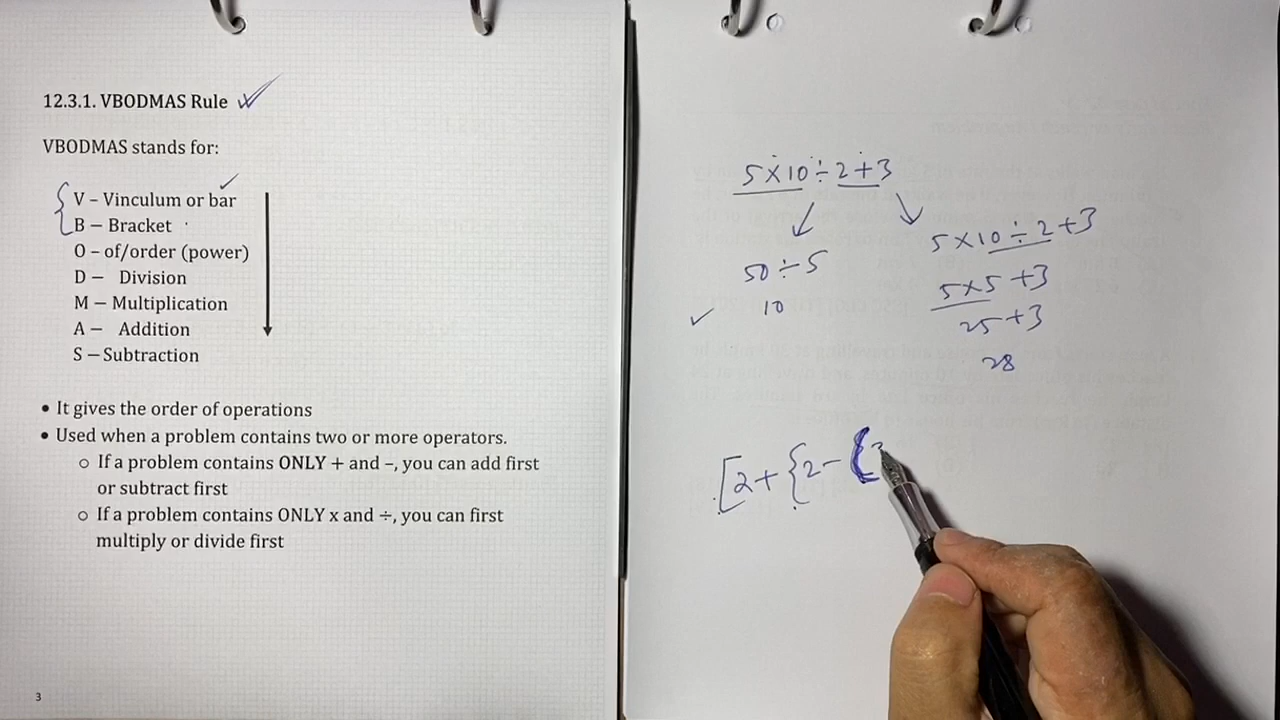 12.3.1. VBODMAS Rule
VBODMAS stands for:
V – Vinculum or bar
B – Bracket
O – of/order (power)
D – Division
M – Multiplication
A – Addition
S – Subtraction
• It gives the order of operations
• Used when a problem contains two or more operators.
o If a problem contains ONLY + and –, you can add first
or subtract first
o If a problem contains ONLY x and ÷, you can first
multiply or divide first
3
5×10÷2+3
50÷5
10
5×10÷2+3
5×5+3
25+3
28
[2+{2-(3